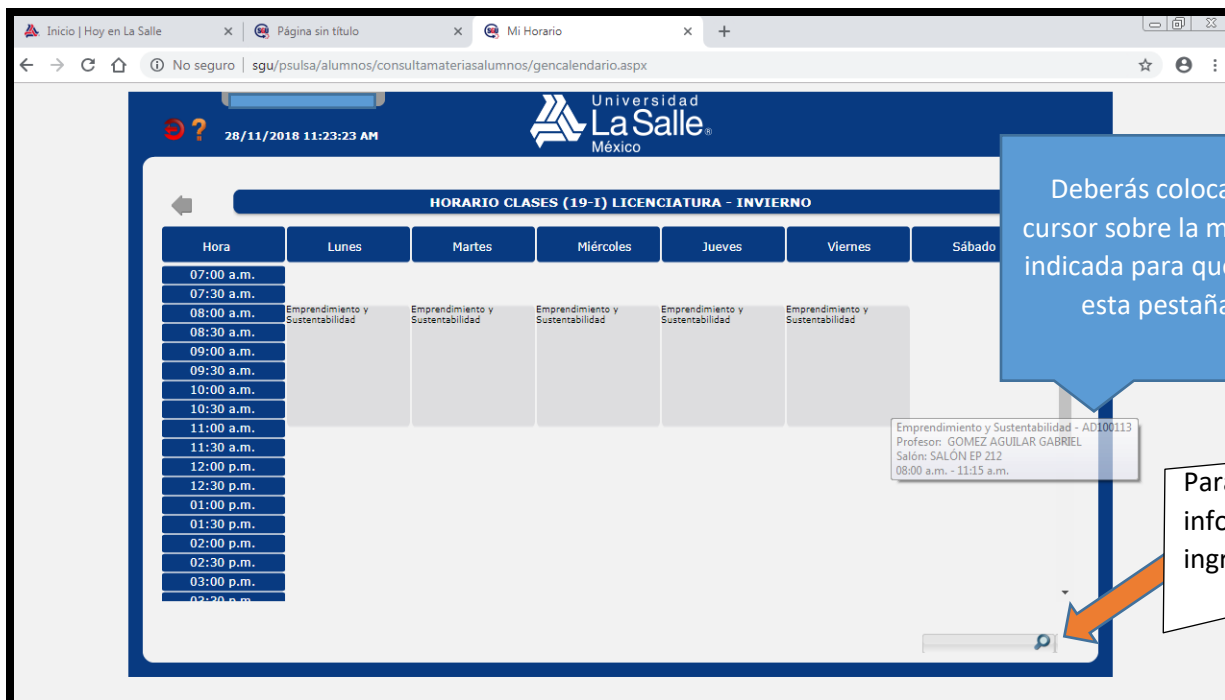 Inicio | Hoy en La Salle
Página sin título
Mi Horario
No seguro | sgu/psulsa/alumnos/consultamateriasalumnos/gencalendario.aspx
28/11/2018 11:23:23 AM
Universidad
La Salle®
México
HORARIO CLASES (19-I) LICENCIATURA - INVIERNO
Hora Lunes Martes Miércoles Jueves Viernes Sábado
07:00 a.m.
07:30 a.m.
08:00 a.m.
08:30 a.m.
09:00 a.m.
09:30 a.m.
10:00 a.m.
10:30 a.m.
11:00 a.m.
11:30 a.m.
12:00 p.m.
12:30 p.m.
01:00 p.m.
01:30 p.m.
02:00 p.m.
02:30 p.m.
03:00 p.m.
03:30 p.m.
Emprendimiento y
Sustentabilidad
Emprendimiento y
Sustentabilidad
Emprendimiento y
Sustentabilidad
Emprendimiento y
Sustentabilidad
Emprendimiento y
Sustentabilidad
Deberás coloca
cursor sobre la m
indicada para que
esta pestaña
Emprendimiento y Sustentabilidad - AD100113
Profesor: GOMEZ AGUILAR GABRIEL
Salón: SALÓN EP 212
08:00 a.m. - 11:15 a.m.
Para
info
ingr